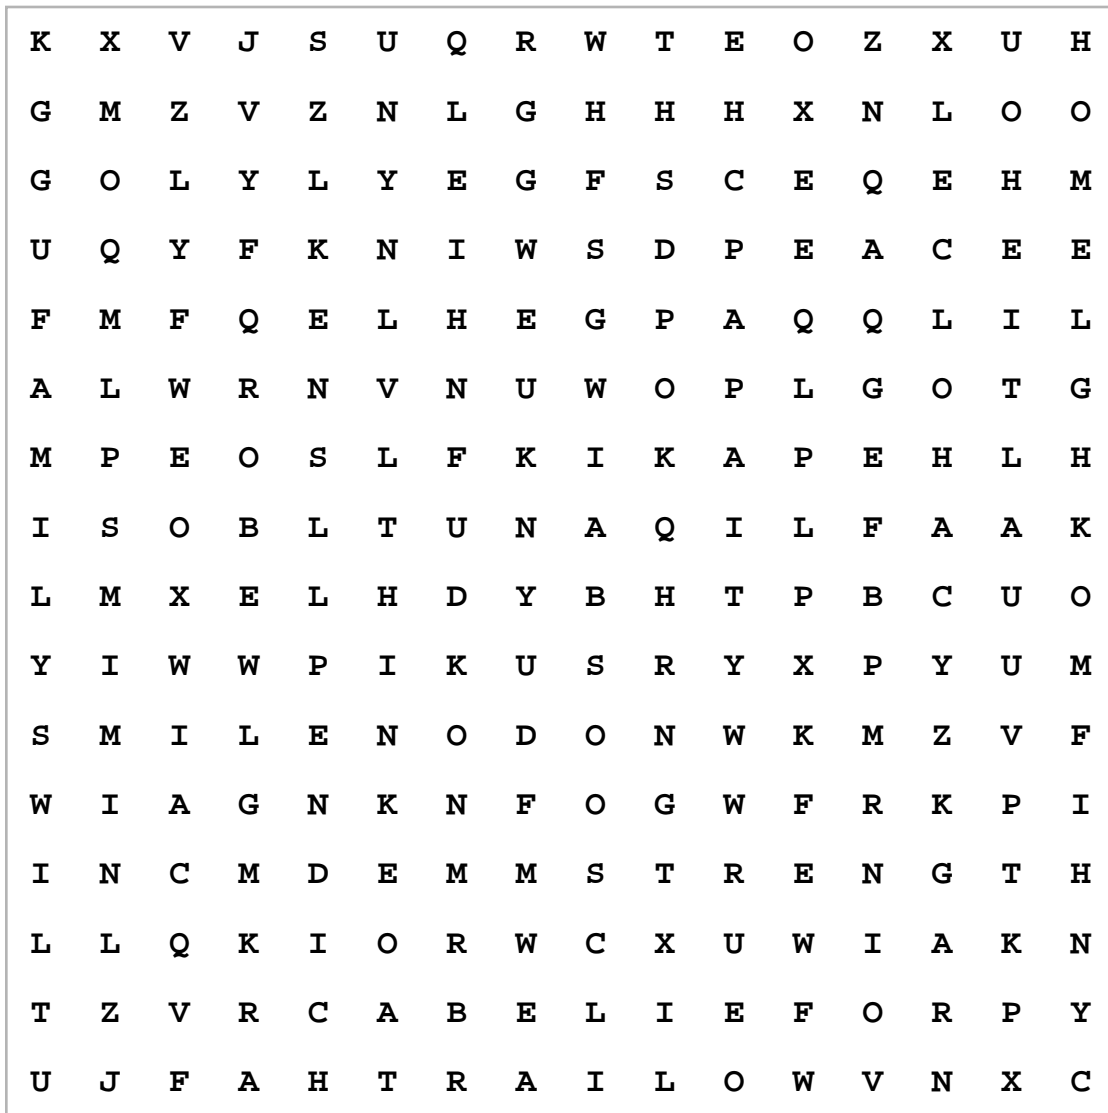 K X V J S U Q R W T E O Z X U H
G M Z V Z N L G H H H X N L O O
G O L Y L Y E G F S C E Q E H M
U Q Y F K N I W S D P E A C E E
F M F Q E L H E G P A Q Q L I L
A L W R N V N U W O P L G O T G
M P E O S L F K I K A P E H L H
I S O B L T U N A Q I L F A A K
L M X E L H D Y B H T P B C U O
Y I W W P I K U S R Y X P Y U M
S M I L E N O D O N W K M Z V F
W I A G N K N F O G W F R K P I
I N C M D E M M S T R E N G T H
L L Q K I O R W C X U W I A K N
T Z V R C A B E L I E F O R P Y
U J F A H T R A I L O W V N X C